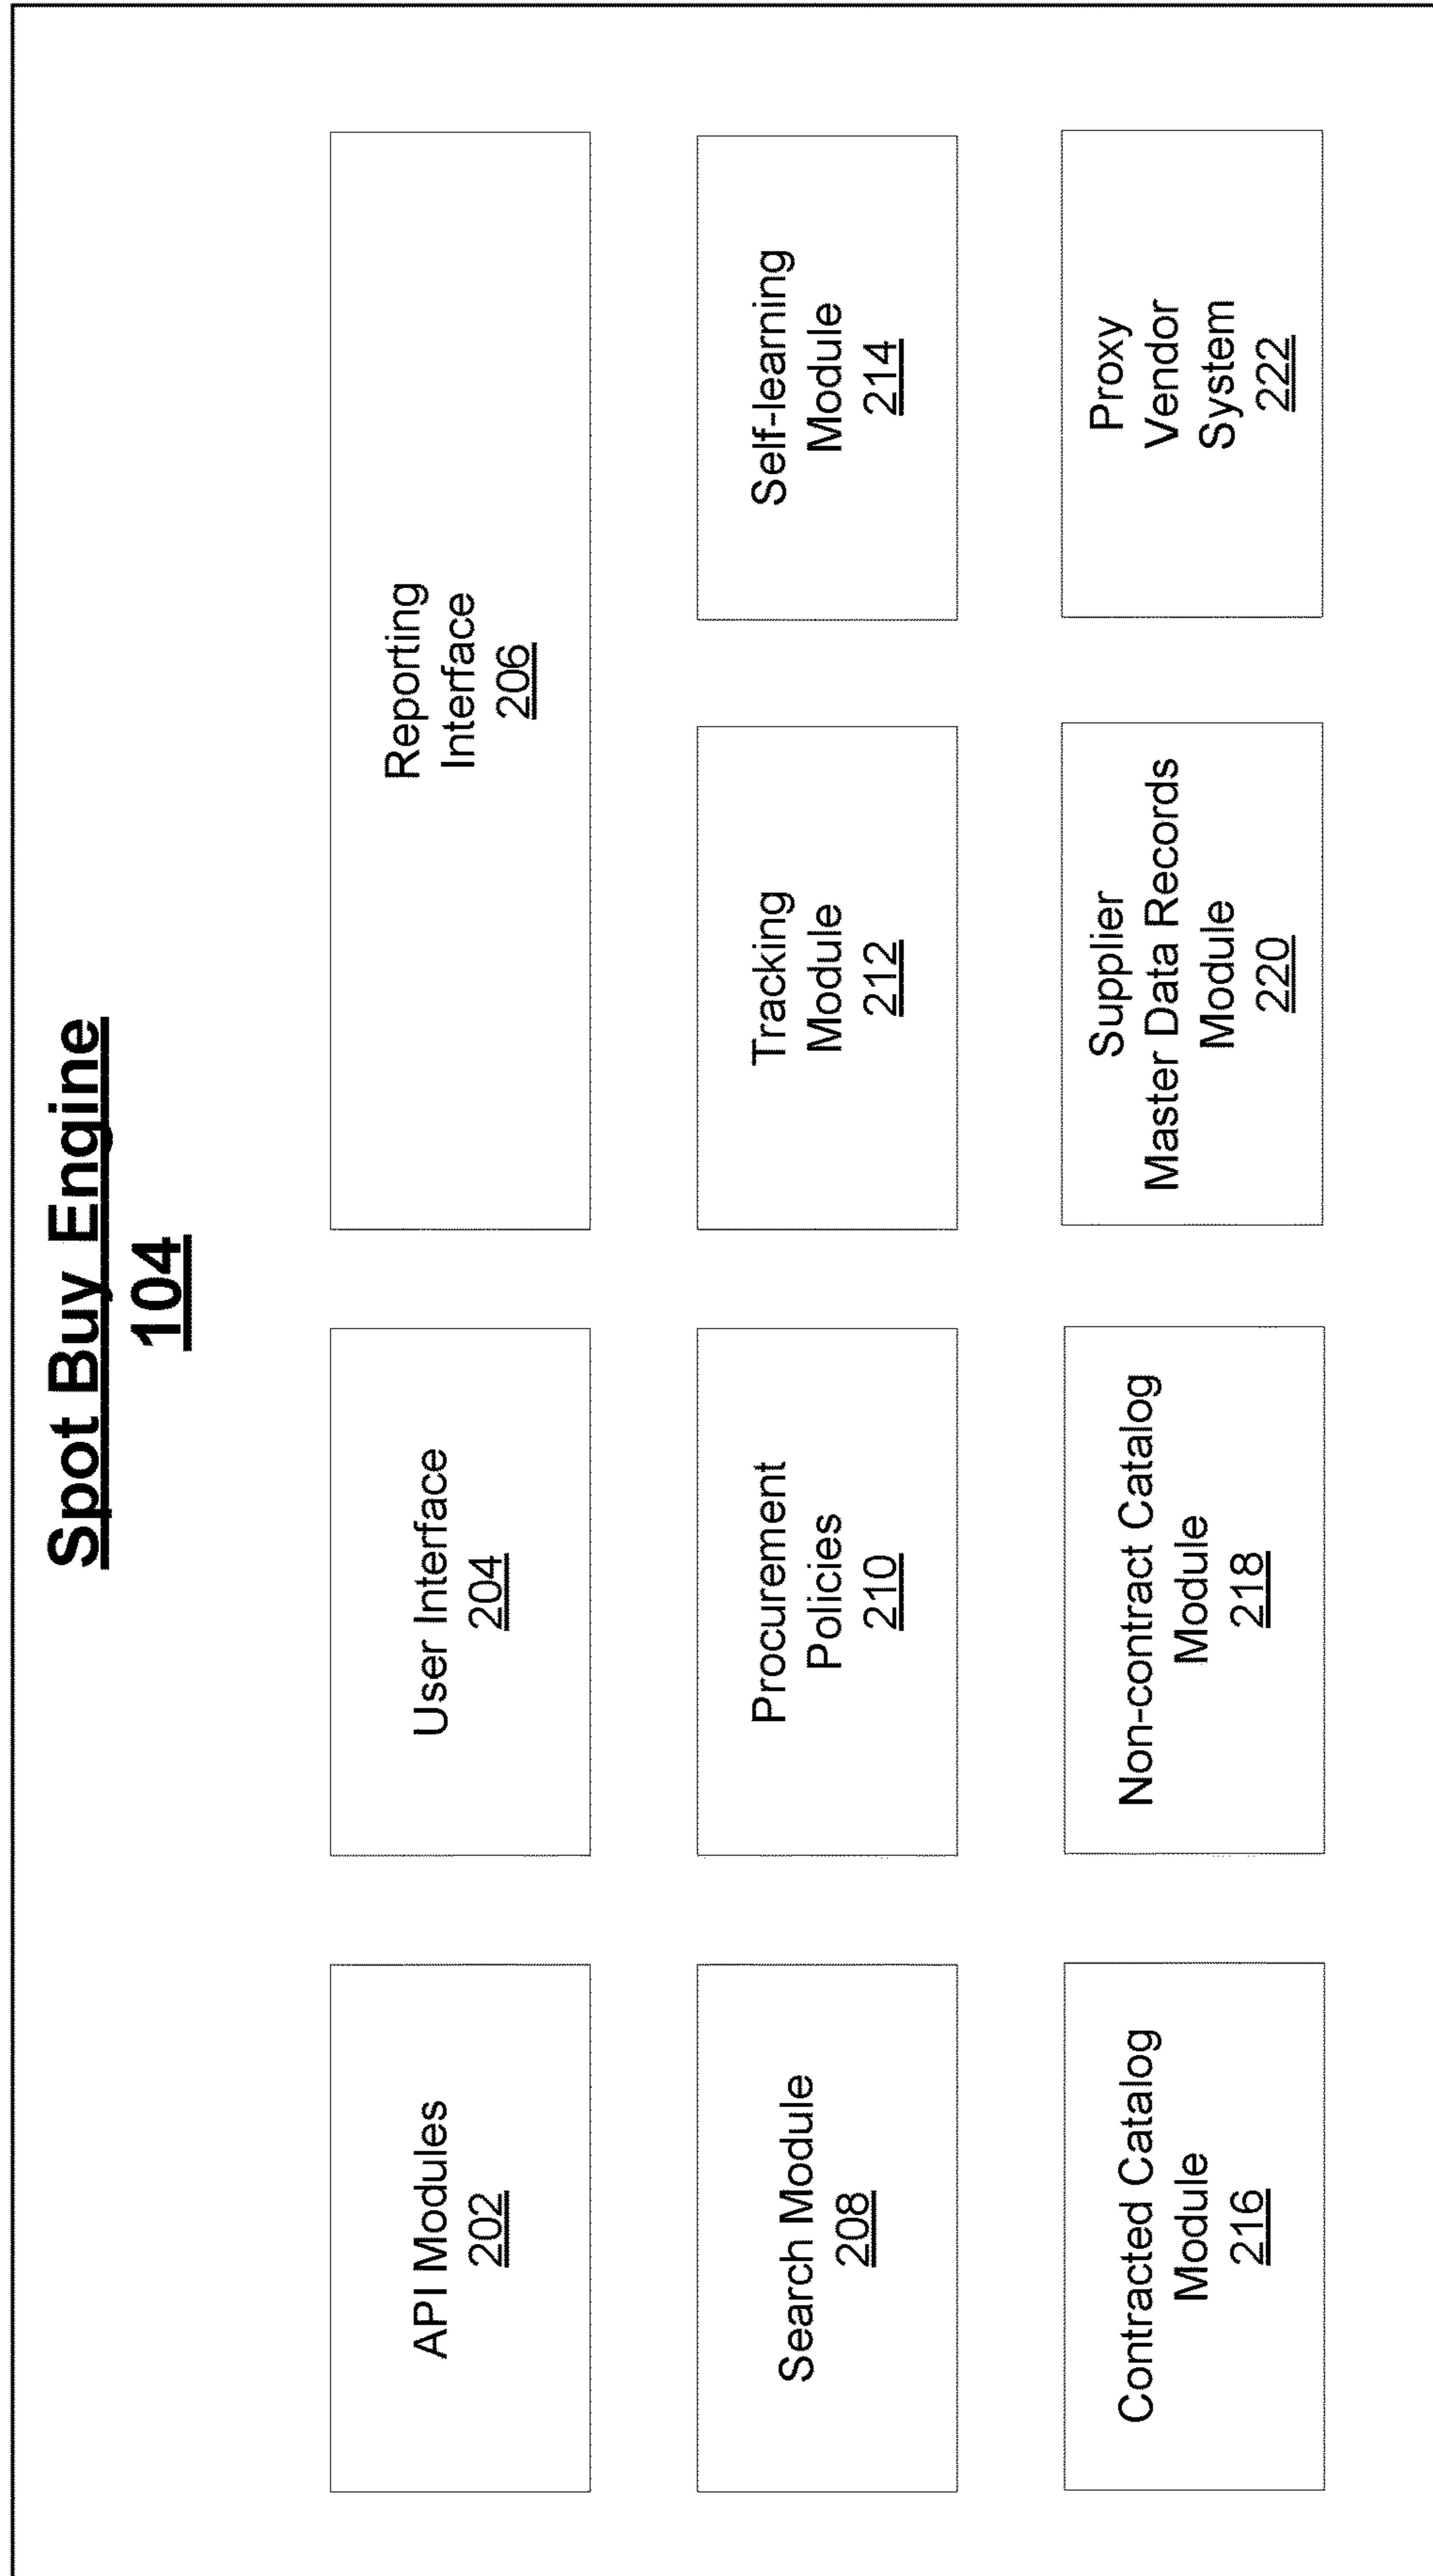 Spot Buy Engine
104
API Modules
202
User Interface
204
Reporting
Interface
206
Search Module
208
Procurement
Policies
210
Tracking
Module
212
Self-learning
Module
214
Contracted Catalog
Module
216
Non-contract Catalog
Module
218
Supplier
Master Data Records
Module
220
Proxy
Vendor
System
222